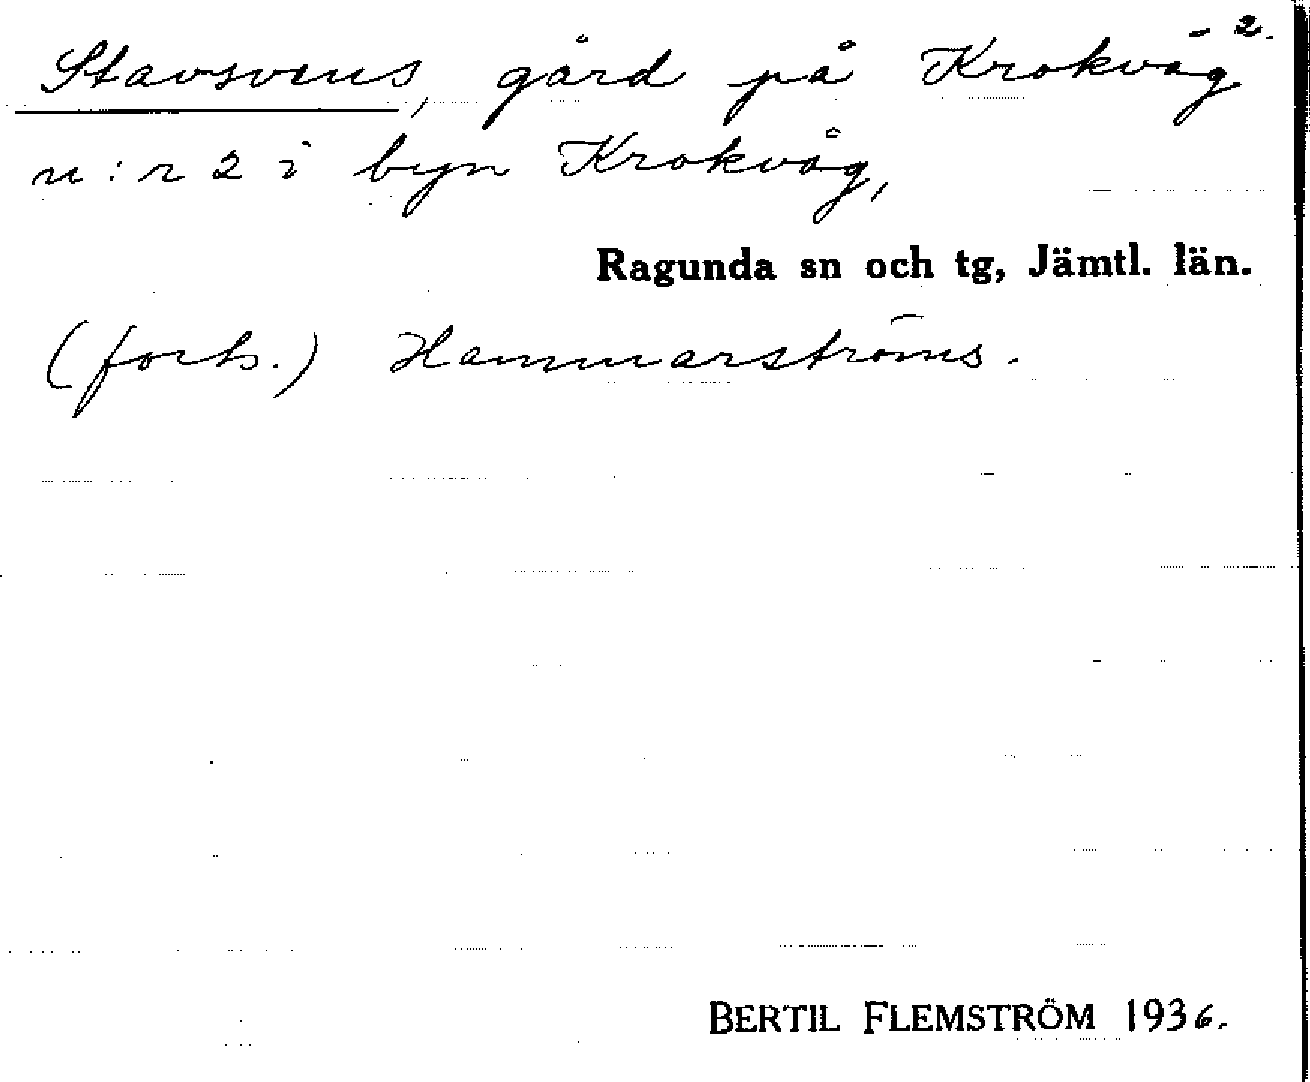 - 2.
Stavsvens, gård på Krokvåg
n:r 2 i byn Krokvåg,
Ragunda sn och tg, Jämtl. län.
(forts.) Hammarströms.
BERTIL FLEMSTRÖM 1936.